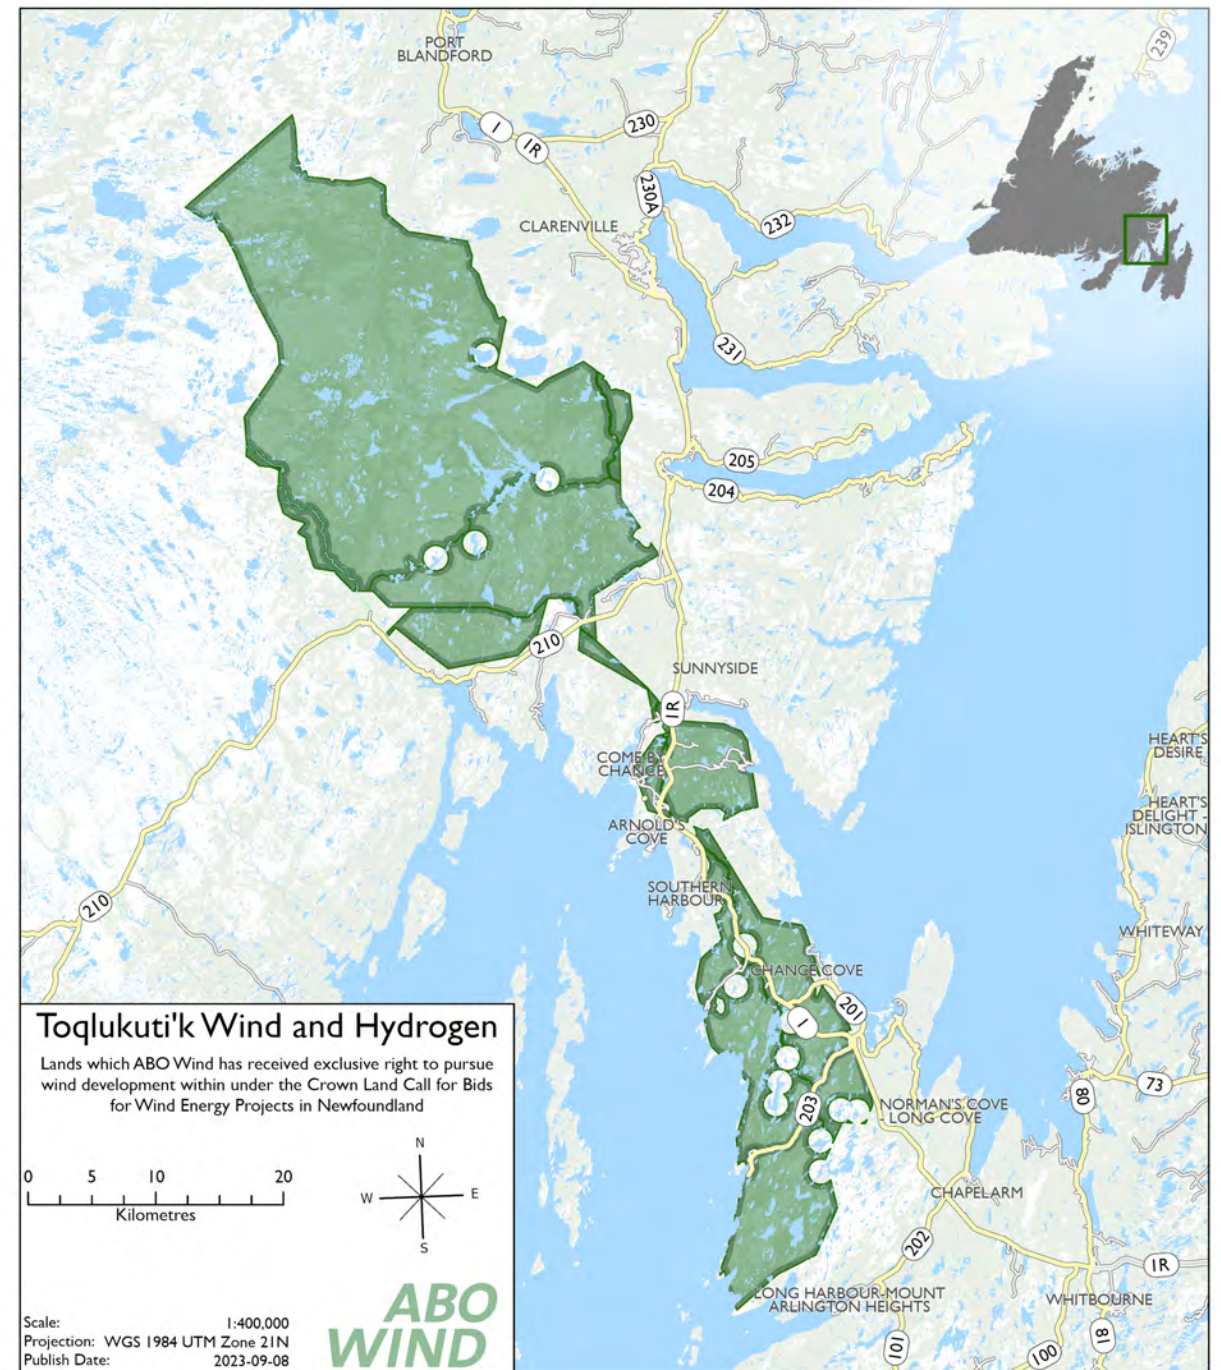 PORT
BLANDFORD
239
1
1R
230
230A
CLARENVILLE
232
231
205
204
210
SUNNYSIDE
1R
COME BY
CHANCE
HEART'S
DESIRE
HEART'S
DELIGHT -
ISLINGTON
ARNOLD'S
COVE
SOUTHERN
HARBOUR
210
WHITEWAY
CHANCE COVE
201
1
203
NORMAN'S COVE
- LONG COVE
80
73
CHAPELARM
202
1R
LONG HARBOUR-MOUNT
ARLINGTON HEIGHTS
WHITBOURNE
101
100
81
Toqlukuti'k Wind and Hydrogen
Lands which ABO Wind has received exclusive right to pursue
wind development within under the Crown Land Call for Bids
for Wind Energy Projects in Newfoundland
0 5 10 20
Kilometres
N
W E
S
Scale: 1:400,000
Projection: WGS 1984 UTM Zone 21N
Publish Date: 2023-09-08
ABO
WIND